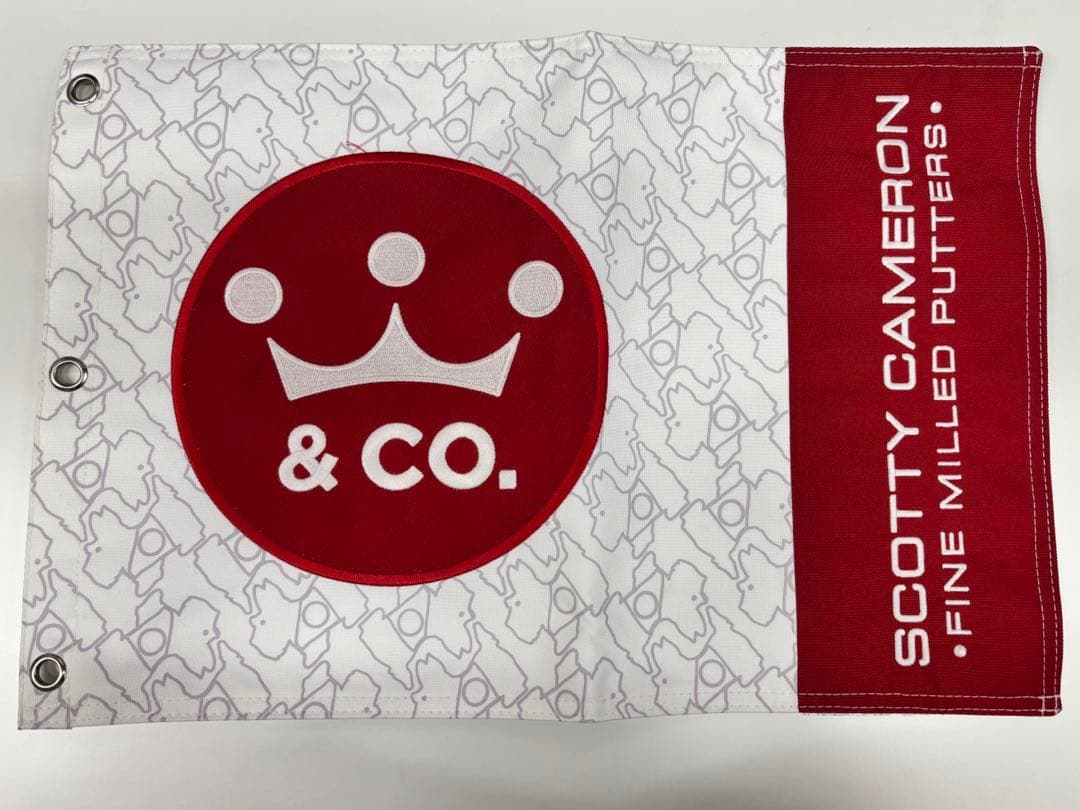 & CO.
SCOTTY CAMERON
• FINE MILLED PUTTERS •